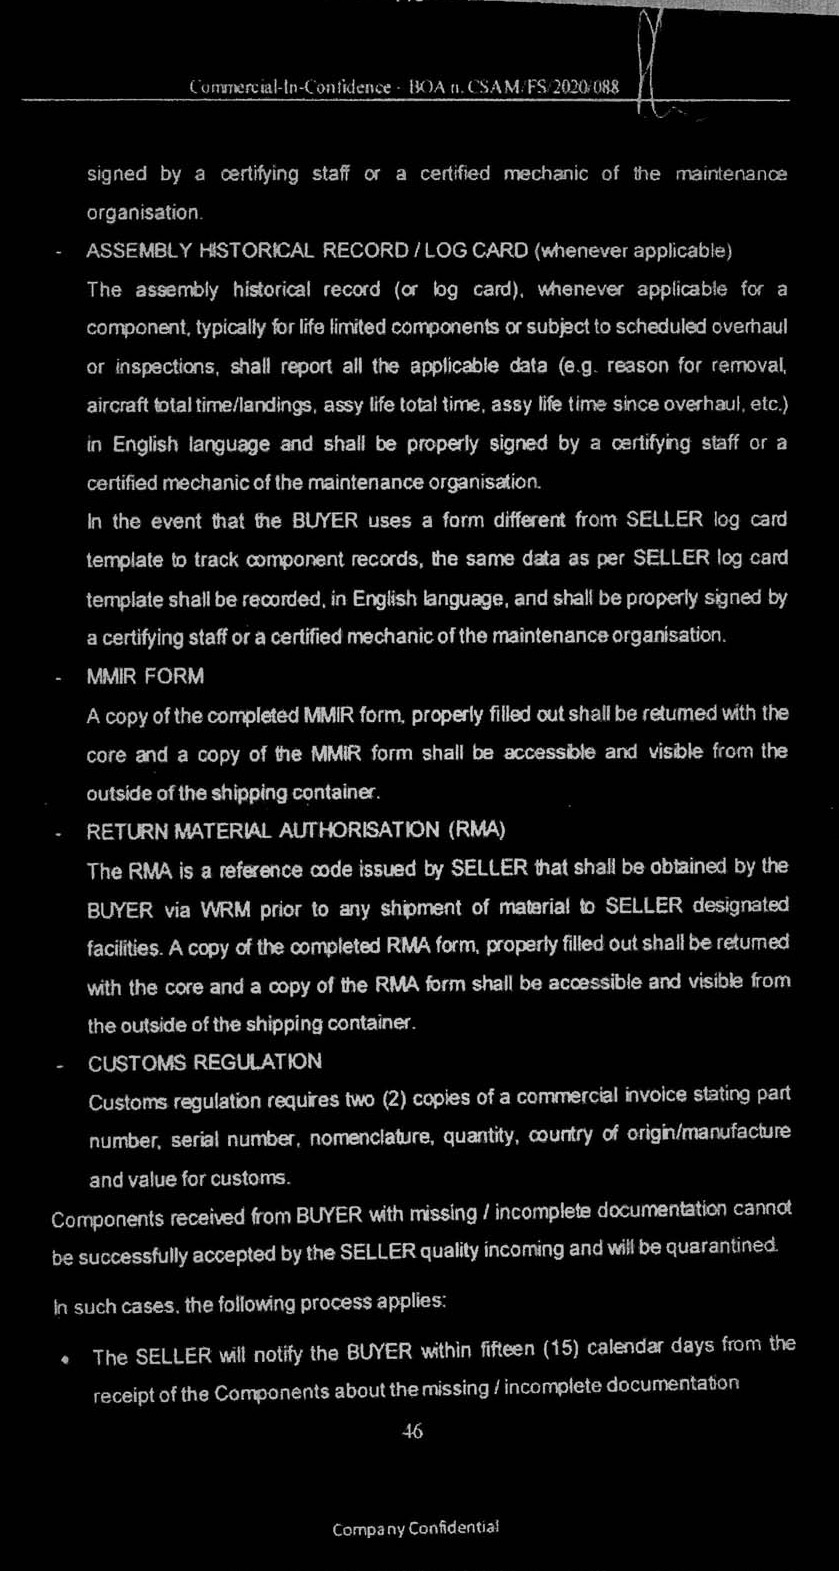 Commercial-In-Confidence - BOA n. CSAM/FS/2020/088
signed by a certifying staff or a certified mechanic of the maintenance
organisation.
- ASSEMBLY HISTORICAL RECORD / LOG CARD (whenever applicable)
The assembly historical record (or log card), whenever applicable for a
component, typically for life limited components or subject to scheduled overhaul
or inspections, shall report all the applicable data (e.g. reason for removal,
aircraft total time/landings, assy life total time, assy life time since overhaul, etc.)
in English language and shall be properly signed by a certifying staff or a
certified mechanic of the maintenance organisation.
In the event that the BUYER uses a form different from SELLER log card
template to track component records, the same data as per SELLER log card
template shall be recorded, in English language, and shall be properly signed by
a certifying staff or a certified mechanic of the maintenance organisation.
- MMIR FORM
A copy of the completed MMIR form, properly filled out shall be returned with the
core and a copy of the MMIR form shall be accessible and visible from the
outside of the shipping container.
- RETURN MATERIAL AUTHORISATION (RMA)
The RMA is a reference code issued by SELLER that shall be obtained by the
BUYER via WRM prior to any shipment of material to SELLER designated
facilities. A copy of the completed RMA form, properly filled out shall be returned
with the core and a copy of the RMA form shall be accessible and visible from
the outside of the shipping container.
- CUSTOMS REGULATION
Customs regulation requires two (2) copies of a commercial invoice stating part
number, serial number, nomenclature, quantity, country of origin/manufacture
and value for customs.
Components received from BUYER with missing / incomplete documentation cannot
be successfully accepted by the SELLER quality incoming and will be quarantined.
In such cases, the following process applies:
• The SELLER will notify the BUYER within fifteen (15) calendar days from the
receipt of the Components about the missing / incomplete documentation
46
Company Confidential